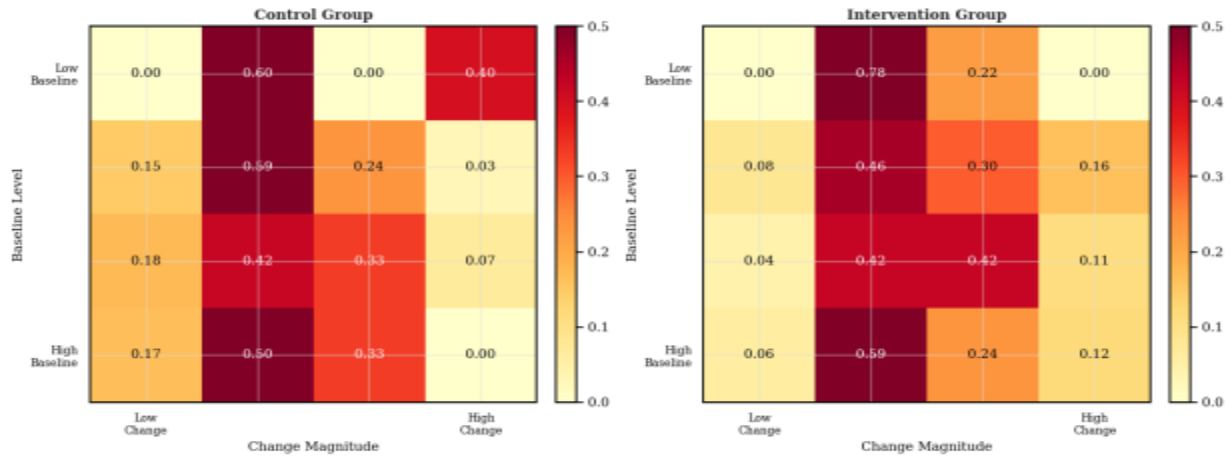 Control Group
Low
Baseline
0.00 0.60 0.00 0.40
0.15 0.59 0.24 0.03
0.18 0.42 0.33 0.07
High
Baseline
0.17 0.50 0.33 0.00
Low
Change
High
Change
Change Magnitude
Baseline Level
0.5
0.4
0.3
0.2
0.1
0.0
Intervention Group
Low
Baseline
0.00 0.78 0.22 0.00
0.08 0.46 0.30 0.16
0.04 0.42 0.42 0.11
High
Baseline
0.06 0.59 0.24 0.12
Low
Change
High
Change
Change Magnitude
Baseline Level
0.5
0.4
0.3
0.2
0.1
0.0